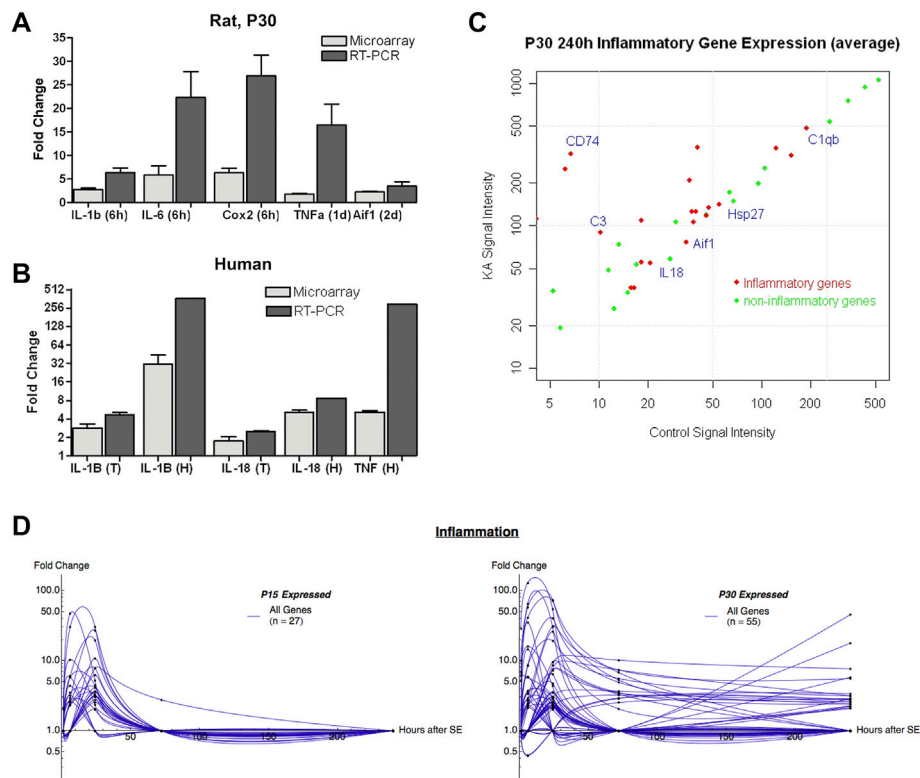 A
Rat, P30
Microarray
RT-PCR
Fold Change
35
30
25
20
15
10
5
0
IL-1b (6h) IL-6 (6h) Cox2 (6h) TNFa (1d) Aif1 (2d)
B
Human
Microarray
RT-PCR
Fold Change
512
256
128
64
32
16
8
4
2
1
IL-1B (T) IL-1B (H) IL-18 (T) IL-18 (H) TNF (H)
C
P30 240h Inflammatory Gene Expression (average)
KA Signal Intensity
1000
500
200
100
50
20
10
CD74
C1qb
C3
Hsp27
Aif1
IL18
Inflammatory genes
non-inflammatory genes
5 10 20 50 100 200 500
Control Signal Intensity
D
Inflammation
Fold Change
100.0
50.0
10.0
5.0
1.0
0.5
P15 Expressed
All Genes
(n = 27)
50 100 150 200
Hours after SE
Fold Change
100.0
50.0
10.0
5.0
1.0
0.5
P30 Expressed
All Genes
(n = 55)
50 100 150 200
Hours after SE